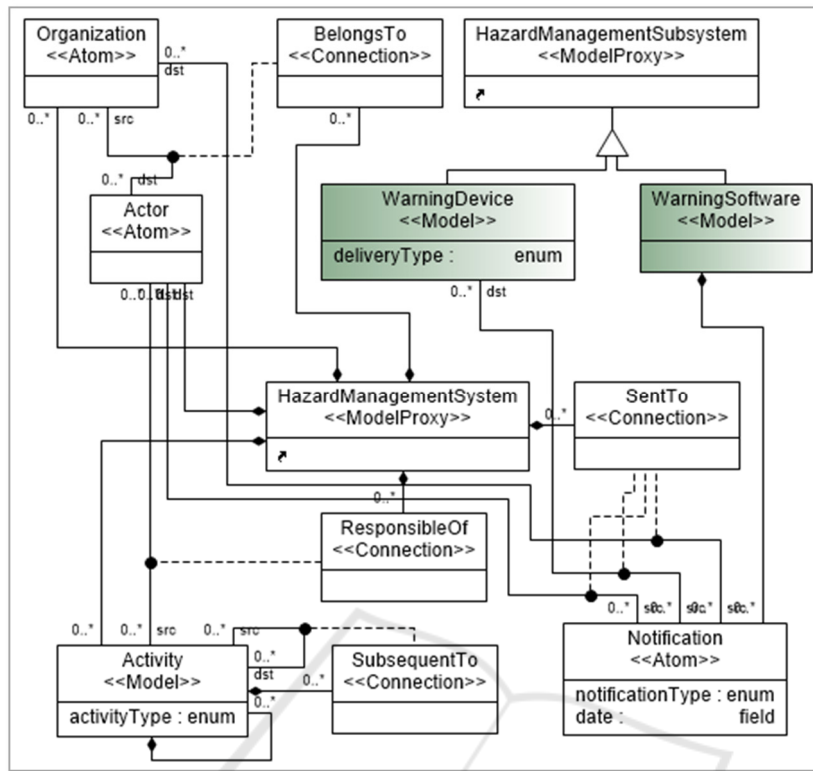 Organization
<<Atom>>
0..*
dst
BelongsTo
<<Connection>>
HazardManagementSubsystem
<<ModelProxy>>
0..*
0..*
src
0..*
0..*
dst
Actor
<<Atom>>
WarningDevice
<<Model>>
deliveryType : enum
WarningSoftware
<<Model>>
0..*
dst
HazardManagementSystem
<<ModelProxy>>
0..*
SentTo
<<Connection>>
0..*
ResponsibleOf
<<Connection>>
0..*
0..*
src
0..*
src
0..*
dst
0..*
0..*
Activity
<<Model>>
activityType : enum
SubsequentTo
<<Connection>>
0..*
Notification
<<Atom>>
notificationType : enum
date : field